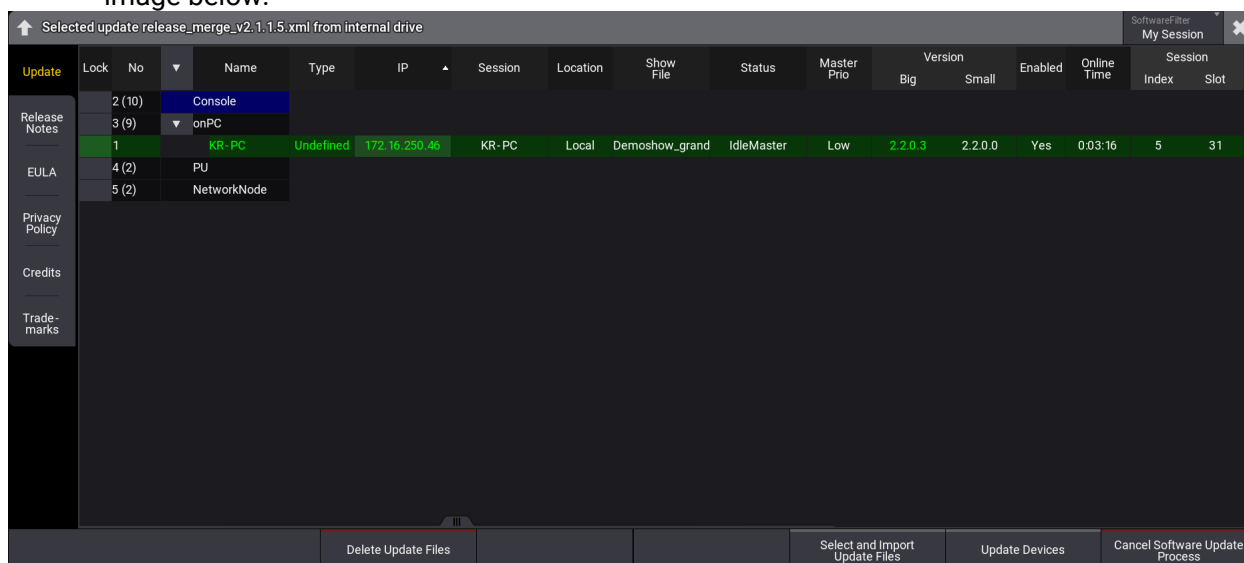 image below:
Selected update release_merge_v2.1.1.5.xml from internal drive
SoftwareFilter
My Session
Update
Lock No Name Type IP Session Location Show File Status Master Prio Version Big Small Enabled Online Time Session Index Slot
2 (10) Console
Release Notes
3 (9) onPC
1 KR-PC Undefined 172.16.250.46 KR-PC Local Demoshow_grand IdleMaster Low 2.2.0.3 2.2.0.0 Yes 0:03:16 5 31
EULA
4 (2) PU
5 (2) NetworkNode
Privacy Policy
Credits
Trade-
marks
Delete Update Files
Select and Import
Update Files
Update Devices
Cancel Software Update
Process